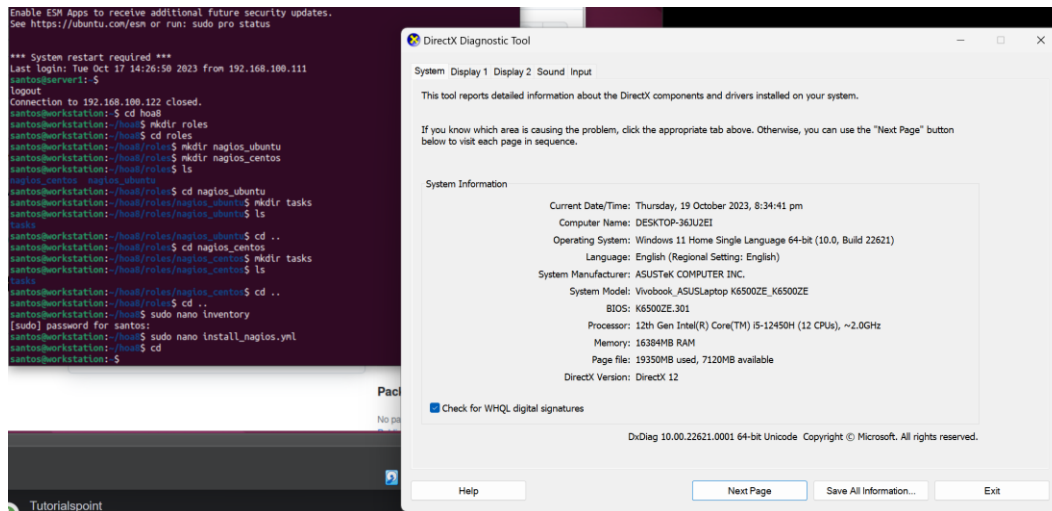 Enable ESM Apps to receive additional future security updates.
See https://ubuntu.com/esm or run: sudo pro status
*** System restart required ***
Last login: Tue Oct 17 14:26:50 2023 from 192.168.100.111
santos@server1:~$
logout
Connection to 192.168.100.122 closed.
santos@workstation:~$ cd hoa8
santos@workstation:~/hoa8$ mkdir roles
santos@workstation:~/hoa8$ cd roles
santos@workstation:~/hoa8/roles$ mkdir nagios_ubuntu
santos@workstation:~/hoa8/roles$ mkdir nagios_centos
santos@workstation:~/hoa8/roles$ ls
nagios_centos nagios_ubuntu
santos@workstation:~/hoa8/roles$ cd nagios_ubuntu
santos@workstation:~/hoa8/roles/nagios_ubuntu$ mkdir tasks
santos@workstation:~/hoa8/roles/nagios_ubuntu$ ls
tasks
santos@workstation:~/hoa8/roles/nagios_ubuntu$ cd ..
santos@workstation:~/hoa8/roles$ cd nagios_centos
santos@workstation:~/hoa8/roles/nagios_centos$ mkdir tasks
santos@workstation:~/hoa8/roles/nagios_centos$ ls
tasks
santos@workstation:~/hoa8/roles/nagios_centos$ cd ..
santos@workstation:~/hoa8/roles$ cd ..
santos@workstation:~/hoa8$ sudo nano inventory
[sudo] password for santos:
santos@workstation:~/hoa8$ sudo nano install_nagios.yml
santos@workstation:~/hoa8$ cd
santos@workstation:~$
Pac
No pa
Tutorialspoint
DirectX Diagnostic Tool
System Display 1 Display 2 Sound Input
This tool reports detailed information about the DirectX components and drivers installed on your system.
If you know which area is causing the problem, click the appropriate tab above. Otherwise, you can use the "Next Page" button
below to visit each page in sequence.
System Information
Current Date/Time: Thursday, 19 October 2023, 8:34:41 pm
Computer Name: DESKTOP-36JU2EI
Operating System: Windows 11 Home Single Language 64-bit (10.0, Build 22621)
Language: English (Regional Setting: English)
System Manufacturer: ASUSTeK COMPUTER INC.
System Model: Vivobook_ASUSLaptop K6500ZE_K6500ZE
BIOS: K6500ZE.301
Processor: 12th Gen Intel(R) Core(TM) i5-12450H (12 CPUs), ~2.0GHz
Memory: 16384MB RAM
Page file: 19350MB used, 7120MB available
DirectX Version: DirectX 12
Check for WHQL digital signatures
DxDiag 10.00.22621.0001 64-bit Unicode Copyright © Microsoft. All rights reserved.
Help Next Page Save All Information... Exit